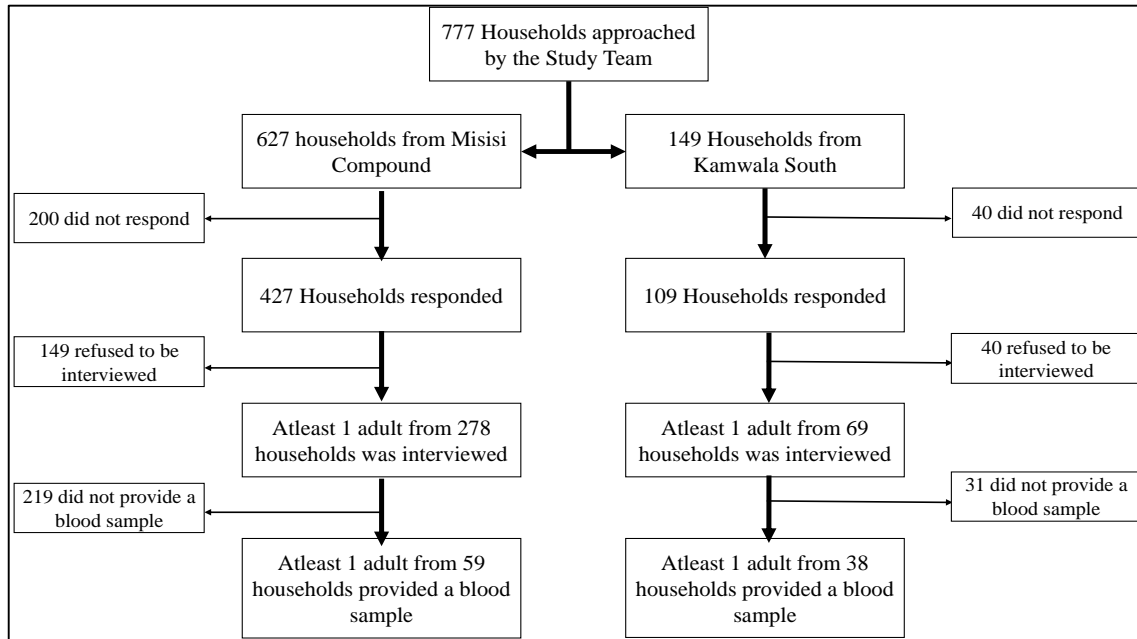 777 Households approached
by the Study Team
627 households from Misisi
Compound
149 Households from
Kamwala South
200 did not respond
40 did not respond
427 Households responded
109 Households responded
149 refused to be
interviewed
40 refused to be
interviewed
Atleast 1 adult from 278
households was interviewed
Atleast 1 adult from 69
households was interviewed
219 did not provide a
blood sample
31 did not provide a
blood sample
Atleast 1 adult from 59
households provided a blood
sample
Atleast 1 adult from 38
households provided a blood
sample